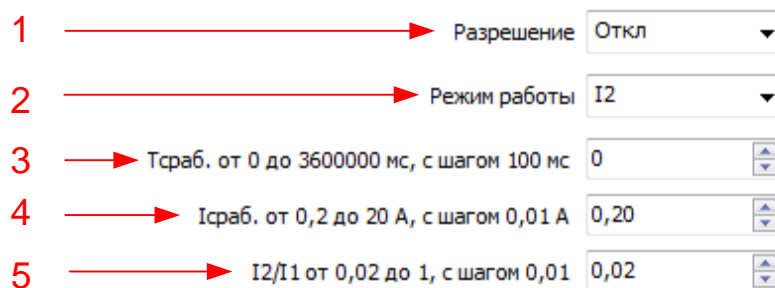 1 Разрешение Откл
2 Режим работы I2
3 Tсраб. от 0 до 3600000 мс, с шагом 100 мс 0
4 Iсраб. от 0,2 до 20 А, с шагом 0,01 А 0,20
5 I2/I1 от 0,02 до 1, с шагом 0,01 0,02